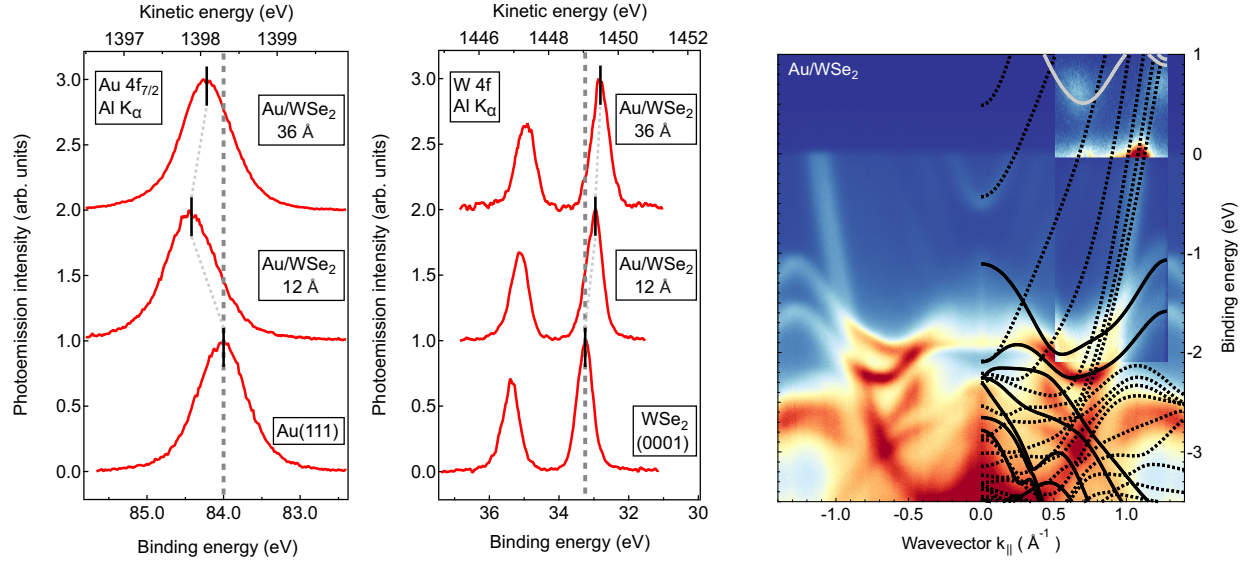 Kinetic energy (eV)
1397 1398 1399
Photoemission intensity (arb. units)
3.0
2.5
2.0
1.5
1.0
0.5
0.0
Au 4f7/2
Al Kα
Au/WSe2
36 Å
Au/WSe2
12 Å
Au(111)
85.0 84.0 83.0
Binding energy (eV)
Kinetic energy (eV)
1446 1448 1450 1452
Photoemission intensity (arb. units)
3.0
2.5
2.0
1.5
1.0
0.5
0.0
W 4f
Al Kα
Au/WSe2
36 Å
Au/WSe2
12 Å
WSe2
(0001)
36 35 34 33 32 31 30
Binding energy (eV)
Au/WSe2
1
0
-1
-2
-3
Binding energy (eV)
-1.0 -0.5 0.0 0.5 1.0
Wavevector k|| ( Å-1)